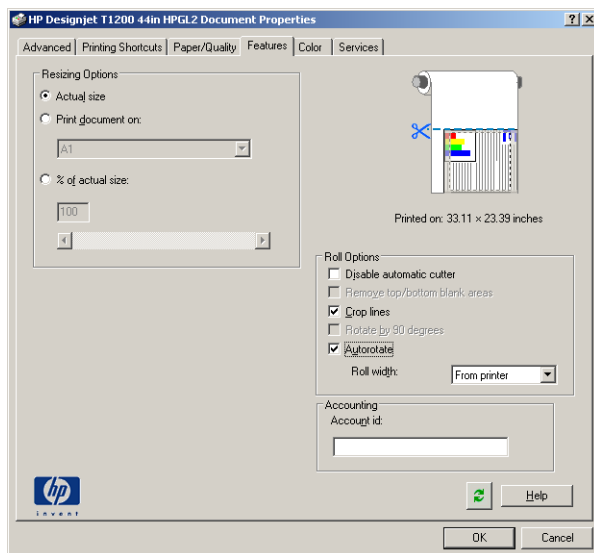 HP Designjet T1200 44in HPGL2 Document Properties
Advanced Printing Shortcuts Paper/Quality Features Color Services
Resizing Options
Actual size
Print document on:
A1
% of actual size:
100
Printed on: 33.11 × 23.39 inches
Roll Options
Disable automatic cutter
Remove top/bottom blank areas
Crop lines
Rotate by 90 degrees
Autorotate
Roll width: From printer
Accounting
Account id:
hp
invent
Help
OK Cancel